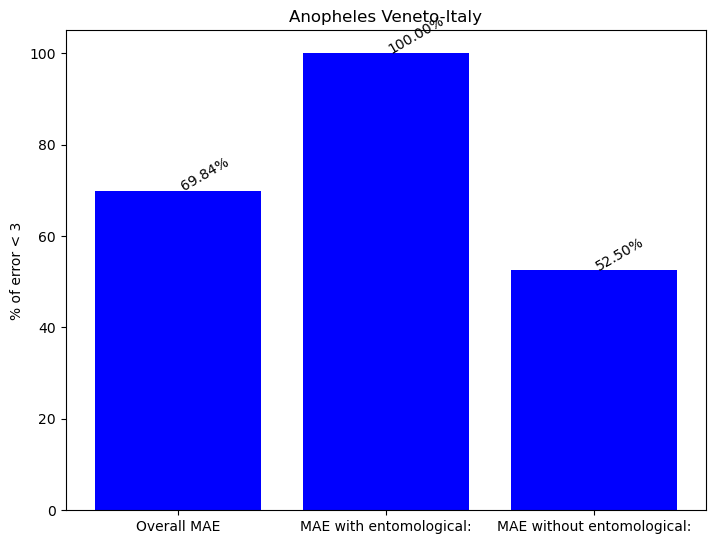 Anopheles Veneto-Italy
% of error < 3
100
80
60
40
20
0
69.84%
100.00%
52.50%
Overall MAE
MAE with entomological:
MAE without entomological: